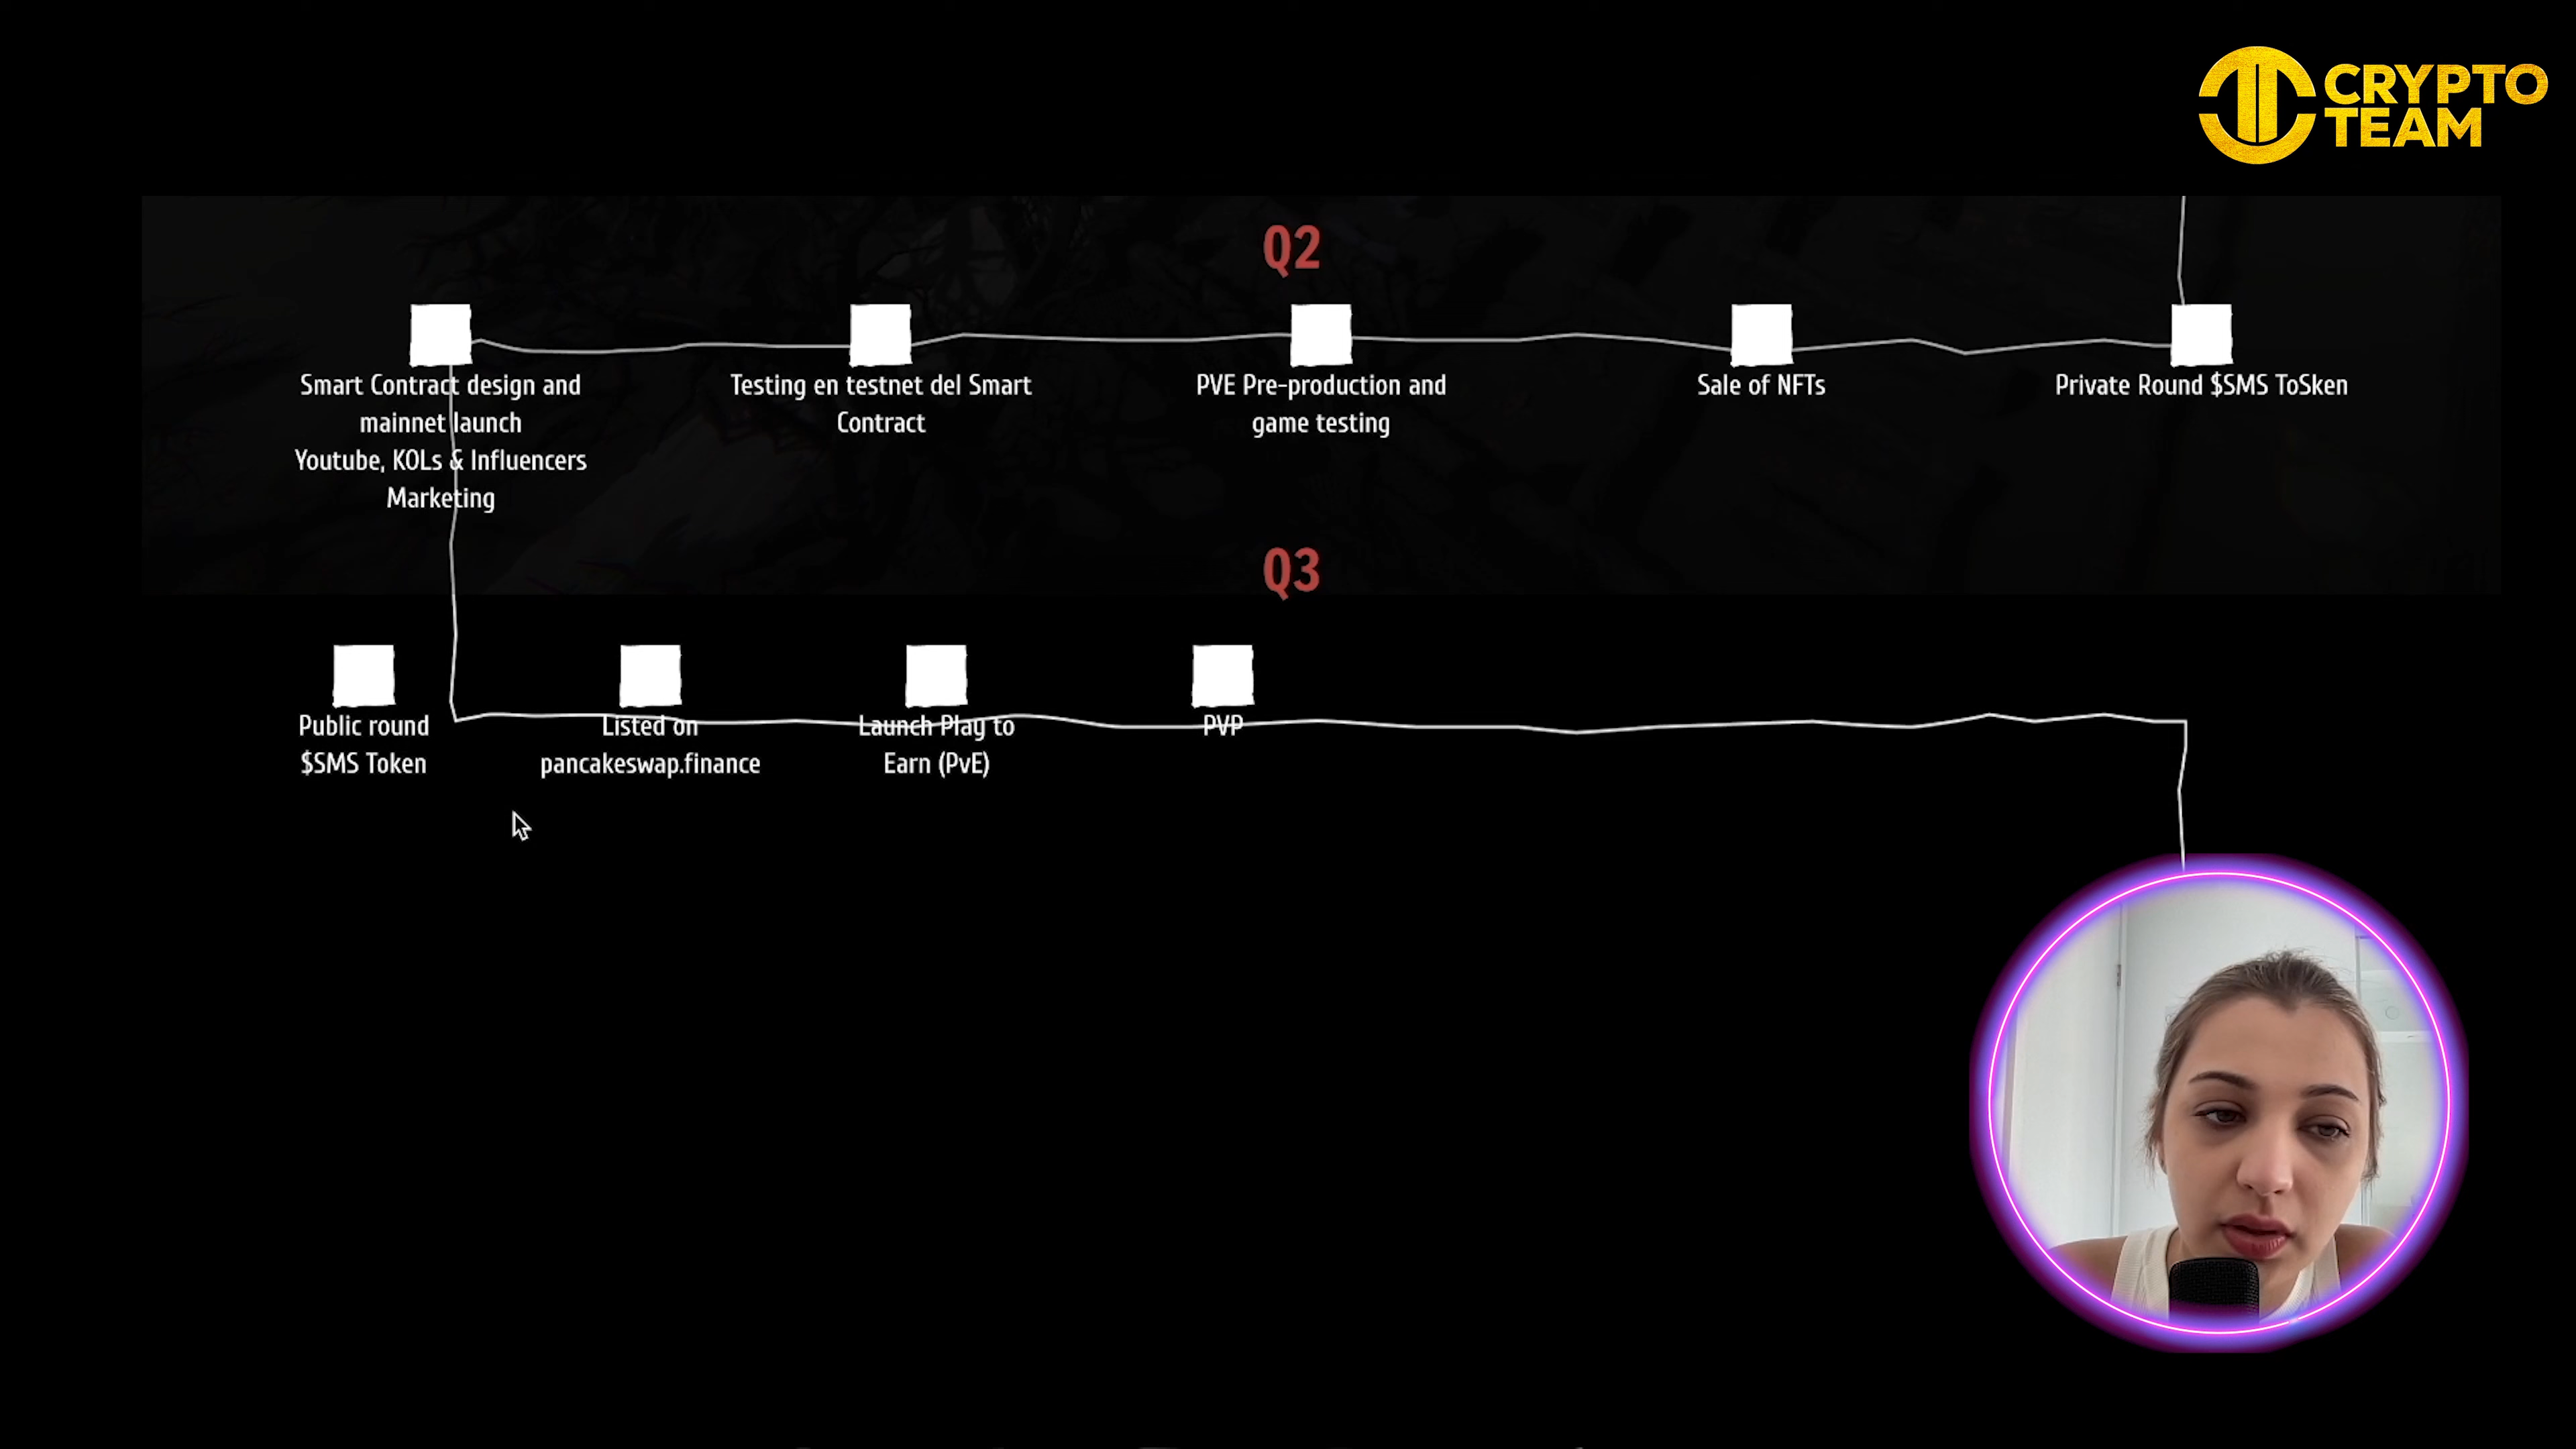 CRYPTO
TEAM
Q2
Smart Contract design and
mainnet launch
Youtube, KOLs & Influencers
Marketing
Testing en testnet del Smart
Contract
PVE Pre-production and
game testing
Sale of NFTs
Private Round $SMS ToSken
Q3
Public round
$SMS Token
Listed on
pancakeswap.finance
Launch Play to
Earn (PvE)
PVP